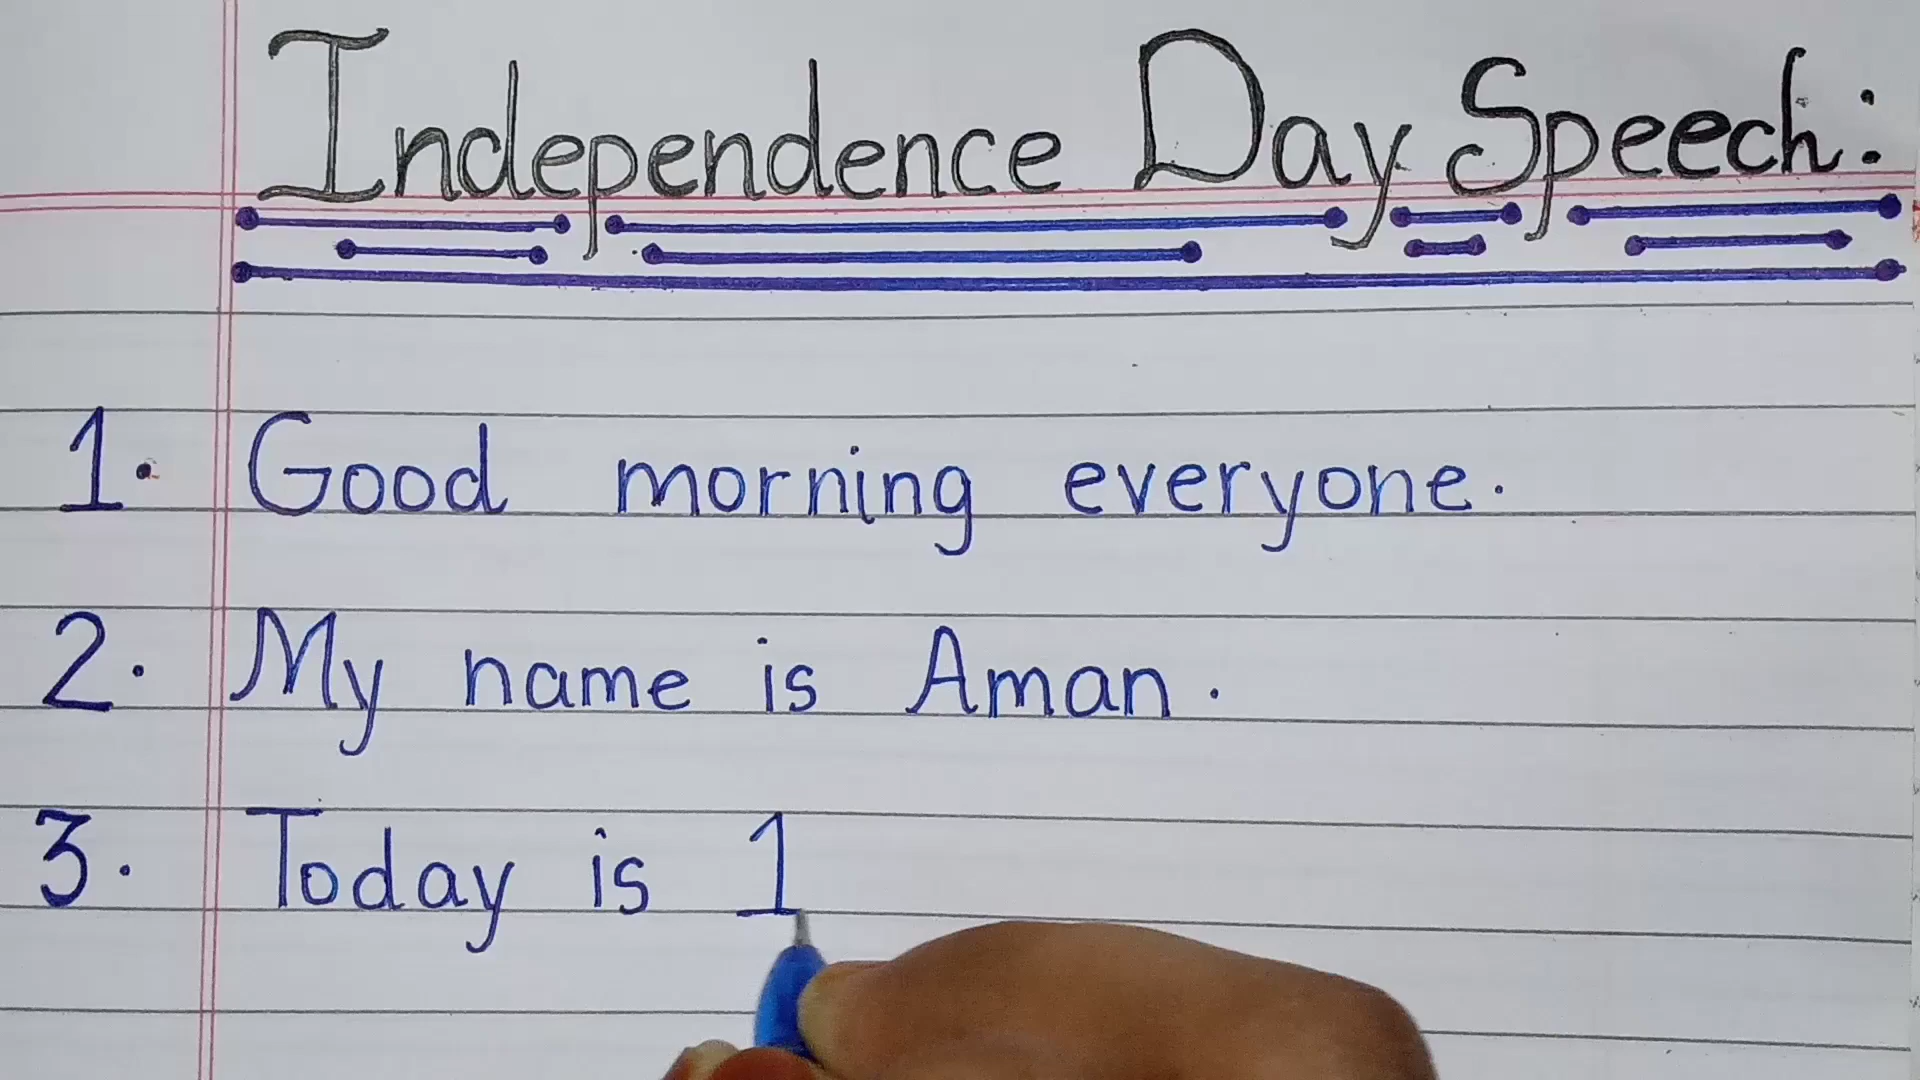 Independence Day Speech:
1. Good morning everyone.
2. My name is Aman.
3. Today is 1